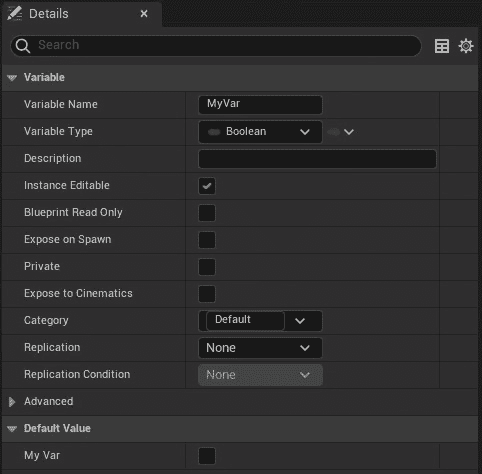 Details
Search
Variable
Variable Name MyVar
Variable Type Boolean
Description
Instance Editable
Blueprint Read Only
Expose on Spawn
Private
Expose to Cinematics
Category Default
Replication None
Replication Condition None
Advanced
Default Value
My Var